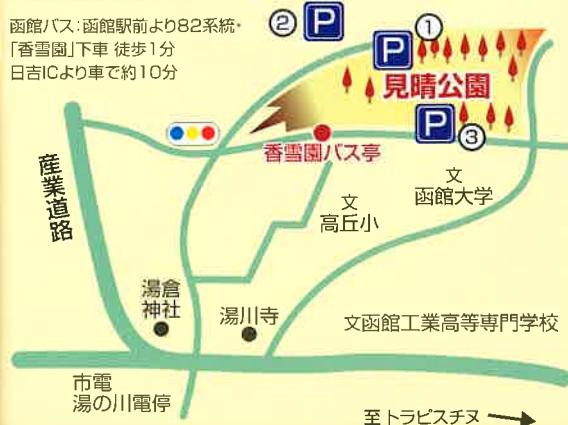 函館バス:函館駅前より82系統・
「香雪園」下車 徒歩1分
日吉ICより車で約10分
② P
P ①
見晴公園
P ③
香雪園バス亭
産業道路
文
高丘小
文
函館大学
湯倉
神社
湯川寺
文函館工業高等専門学校
市電
湯の川電停
至トラピスチヌ